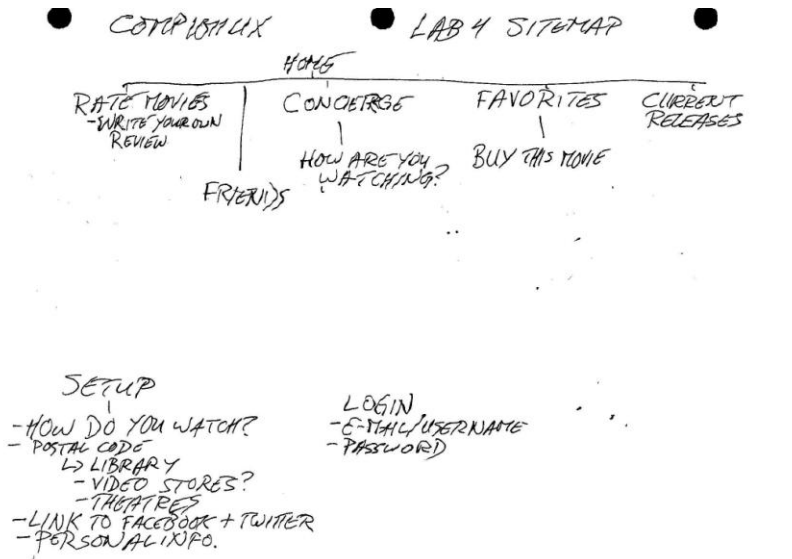 LAB 4 SITEMAP
HOME
RATE MOVIES CONCIERGE FAVORITES CURRENT
-WRITE YOUR OWN RELEASES
REVIEW
HOW ARE YOU BUY THIS MOVIE
WATCHING?
FRIENDS
SETUP
-HOW DO YOU WATCH?
- POSTAL CODE
↳ LIBRARY
- VIDEO STORES?
- THEATRES
-LINK TO FACEBOOK + TWITTER
- PERSONAL INFO.
LOGIN
-E-MAIL/USERNAME
-PASSWORD